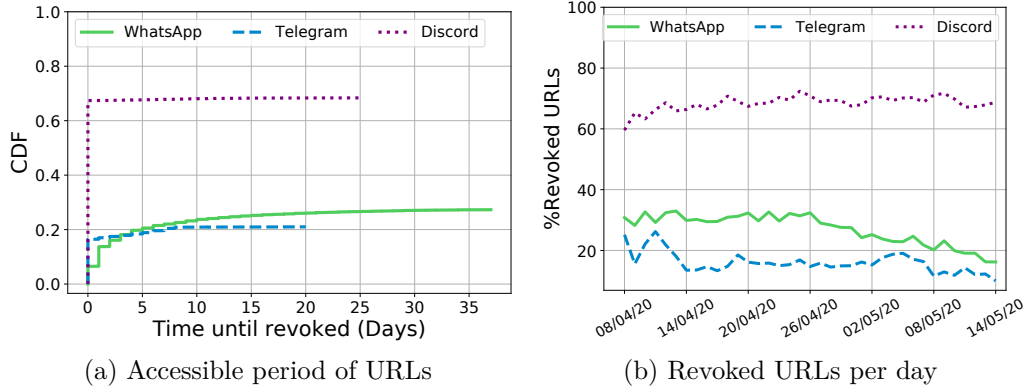 WhatsApp Telegram Discord
1.0
0.8
0.6
0.4
0.2
0.0
CDF
0 5 10 15 20 25 30 35
Time until revoked (Days)
(a) Accessible period of URLs
WhatsApp Telegram Discord
100
80
60
40
20
%Revoked URLs
08/04/20 14/04/20 20/04/20 26/04/20 02/05/20 08/05/20 14/05/20
(b) Revoked URLs per day